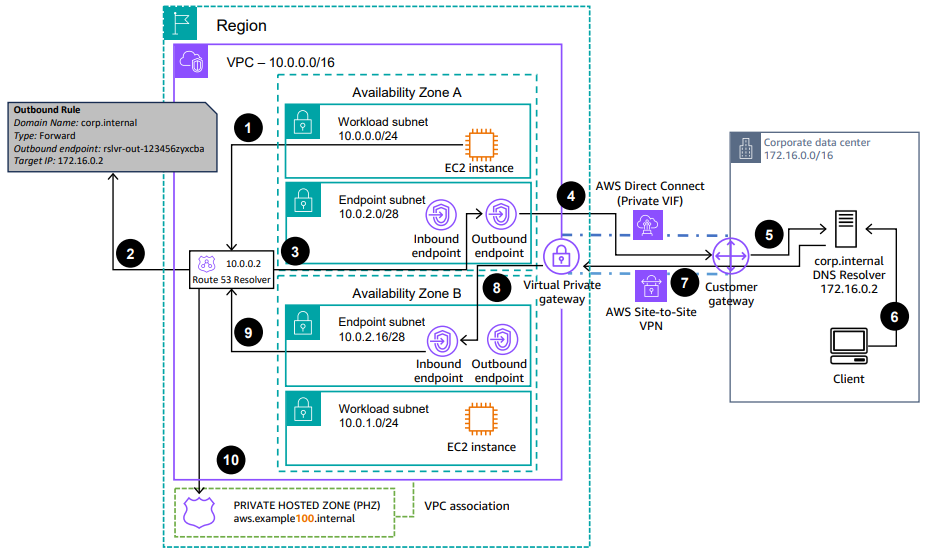 Region
VPC – 10.0.0.0/16
Availability Zone A
Outbound Rule
Domain Name: corp.internal
Type: Forward
Outbound endpoint: rslvr-out-123456zyxcba
Target IP: 172.16.0.2
1
Workload subnet
10.0.0.0/24
EC2 instance
Corporate data center
172.16.0.0/16
Endpoint subnet
10.0.2.0/28
Inbound
endpoint
Outbound
endpoint
4
AWS Direct Connect
(Private VIF)
2
3
5
10.0.0.2
Route 53 Resolver
corp.internal
DNS Resolver
172.16.0.2
Virtual Private
gateway
7
Customer
gateway
8
Availability Zone B
AWS Site-to-Site
VPN
6
9
Endpoint subnet
10.0.2.16/28
Inbound
endpoint
Outbound
endpoint
Client
Workload subnet
10.0.1.0/24
EC2 instance
10
PRIVATE HOSTED ZONE (PHZ)
aws.example100.internal
VPC association